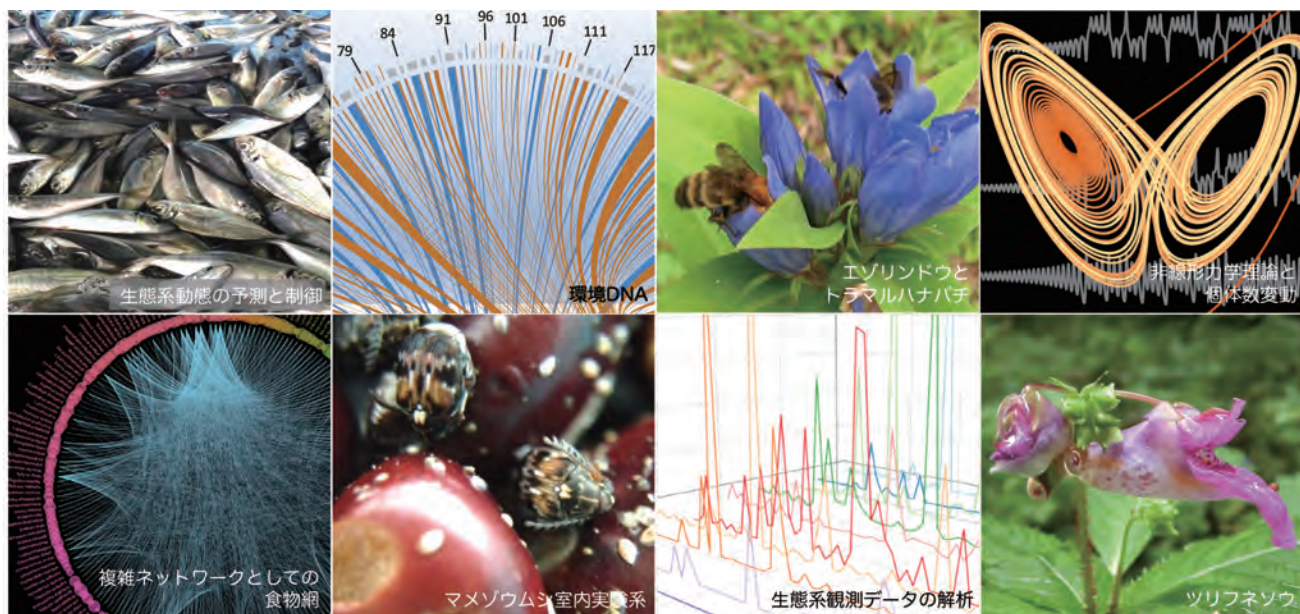 生態系動態の予測と制御
79
84
91
96
101
106
111
117
環境DNA
エゾリンドウと
トラマルハナバチ
非線形力学理論と
個体数変動
複雑ネットワークとしての
食物網
マメゾウムシ室内実験系
生態系観測データの解析
ツリフネソウ